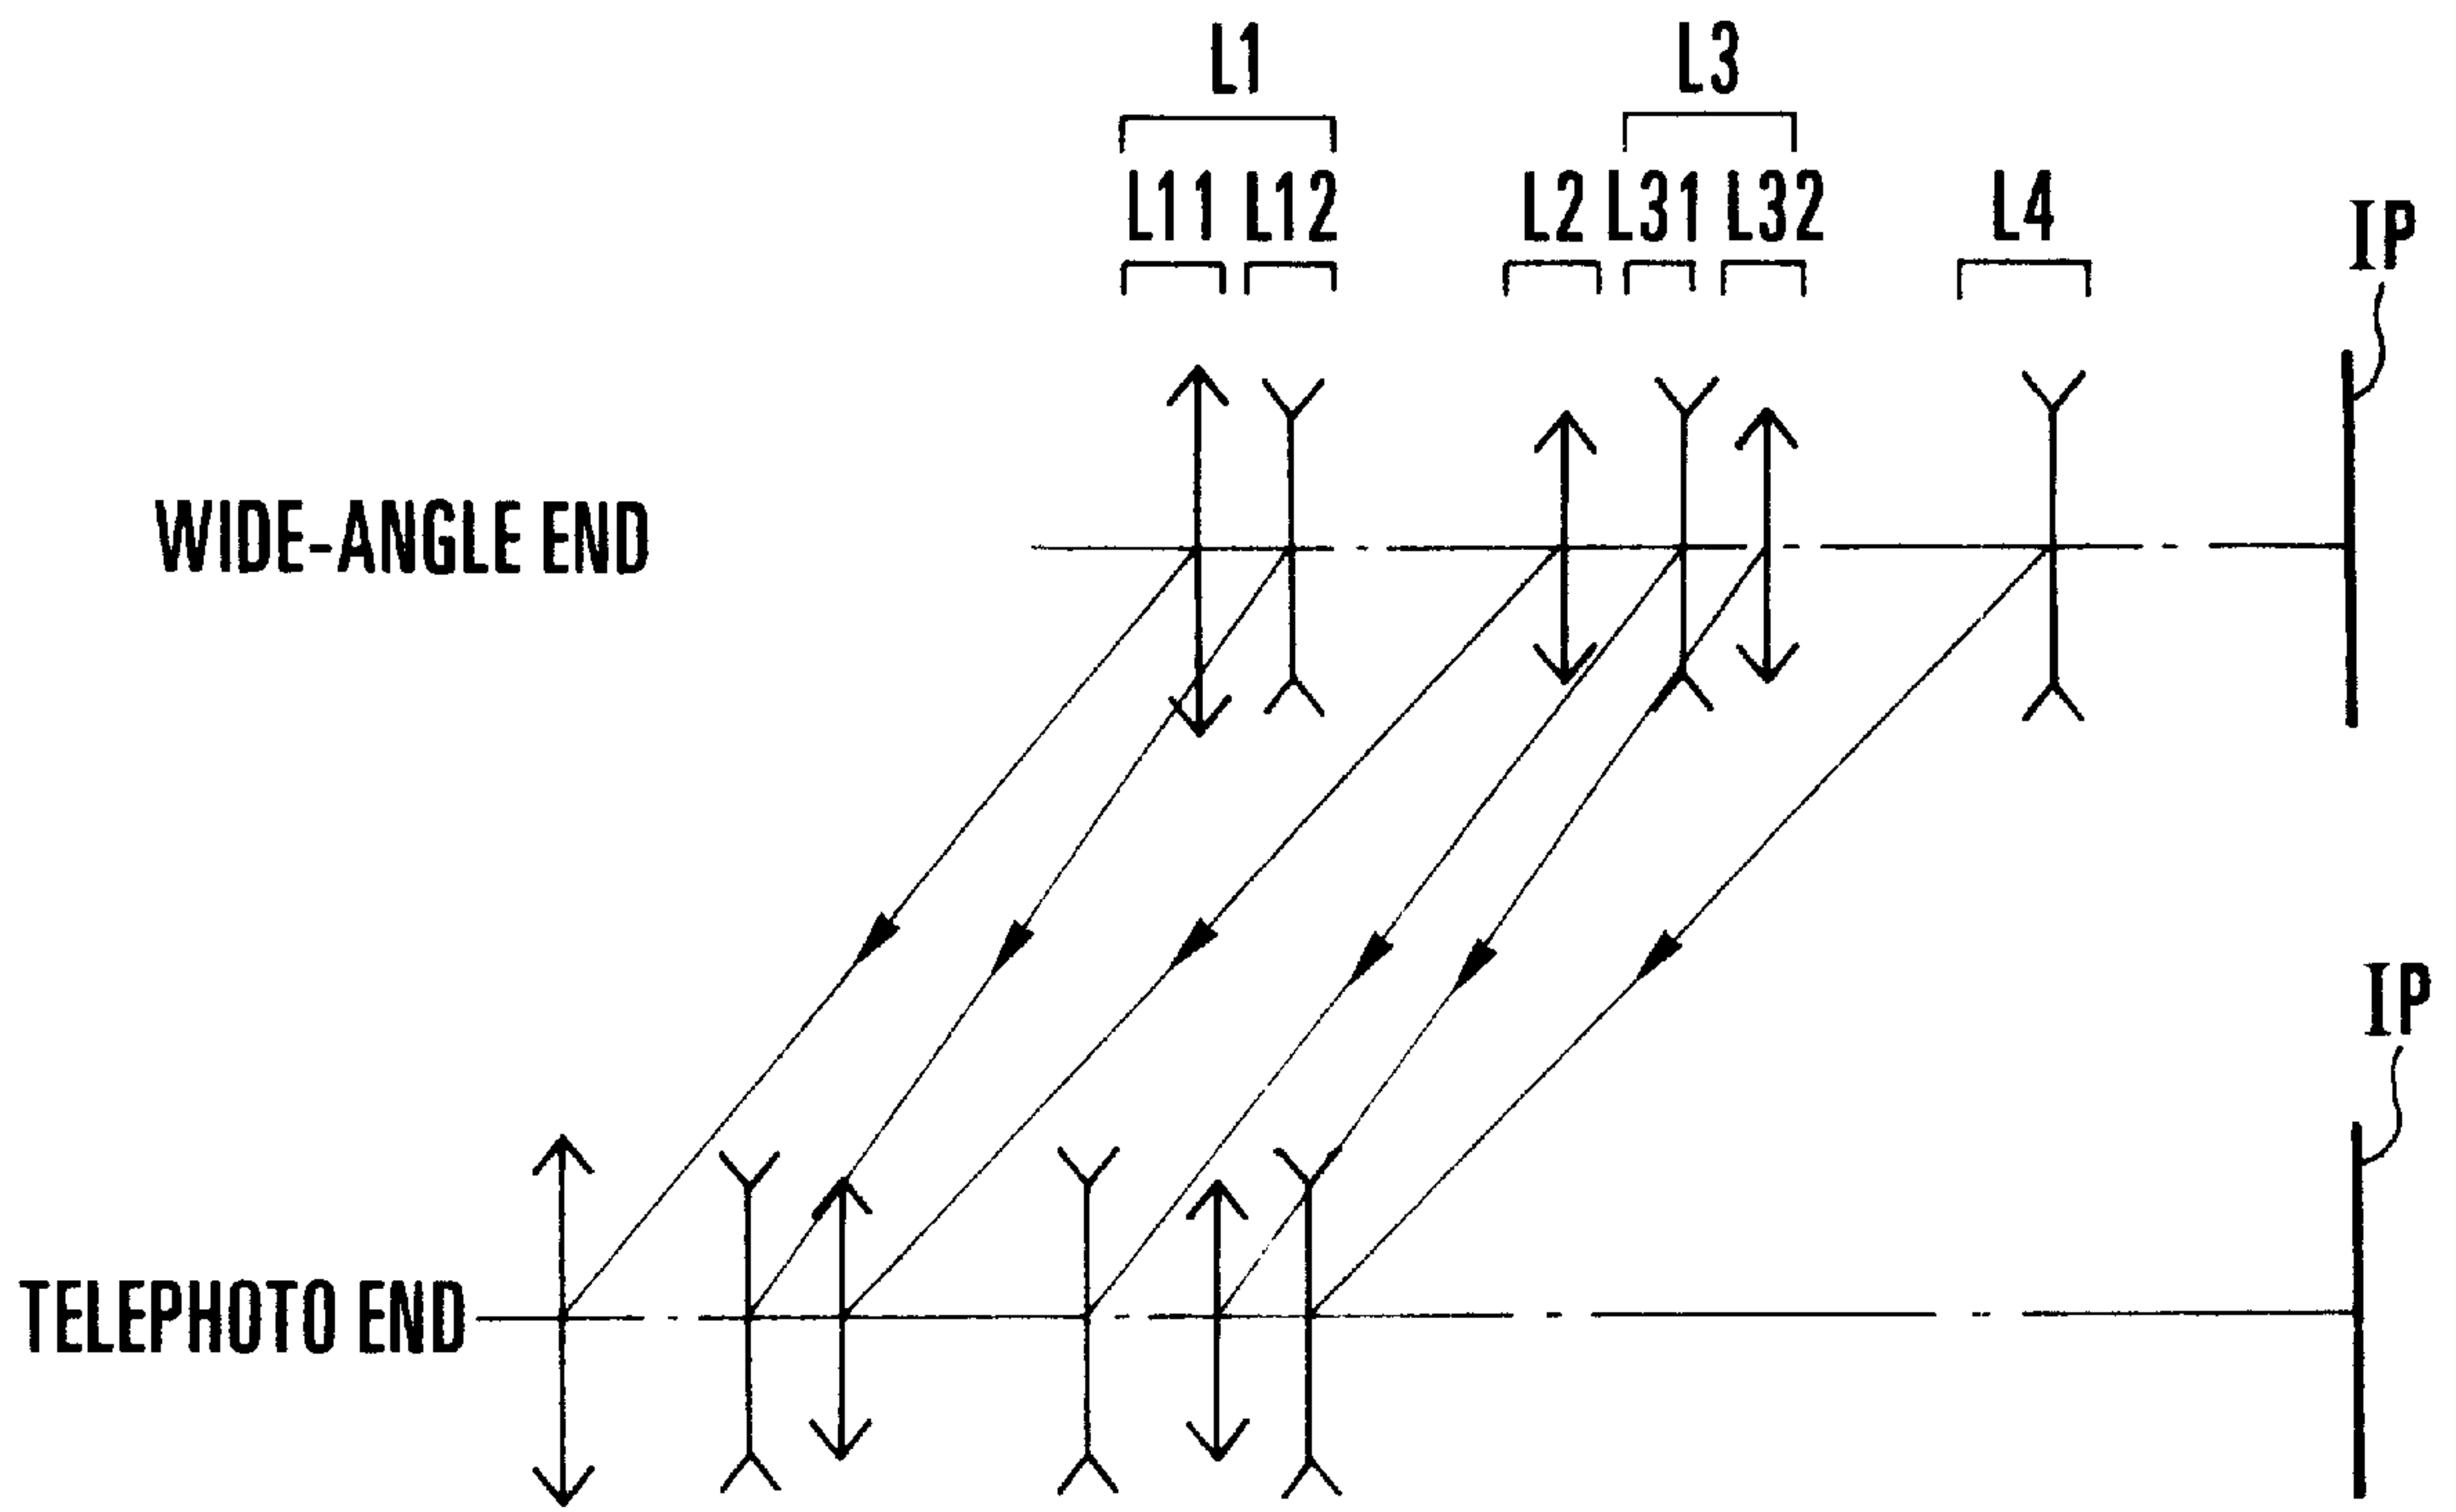 L1 L3
L11 L12 L2 L31 L32 L4 IP
WIDE-ANGLE END
IP
TELEPHOTO END